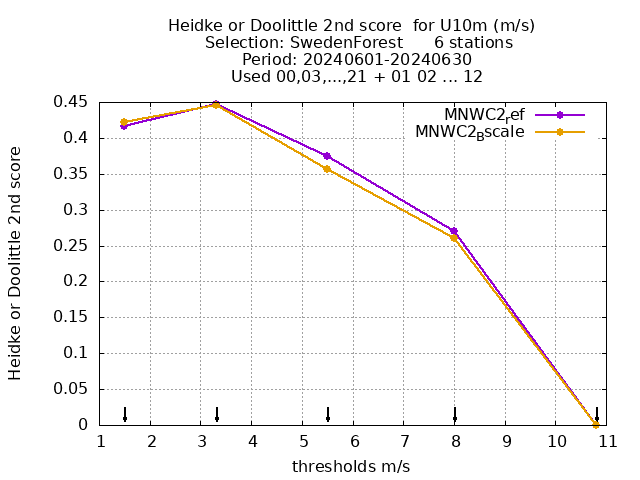 Heidke or Doolittle 2nd score  for U10m (m/s)
Selection: SwedenForest      6 stations
Period: 20240601-20240630
Used 00,03,...,21 + 01 02 ... 12
MNWC2ref
MNWC2Bscale
Heidke or Doolittle 2nd score
0.45
0.4
0.35
0.3
0.25
0.2
0.15
0.1
0.05
0
1 2 3 4 5 6 7 8 9 10 11
thresholds m/s